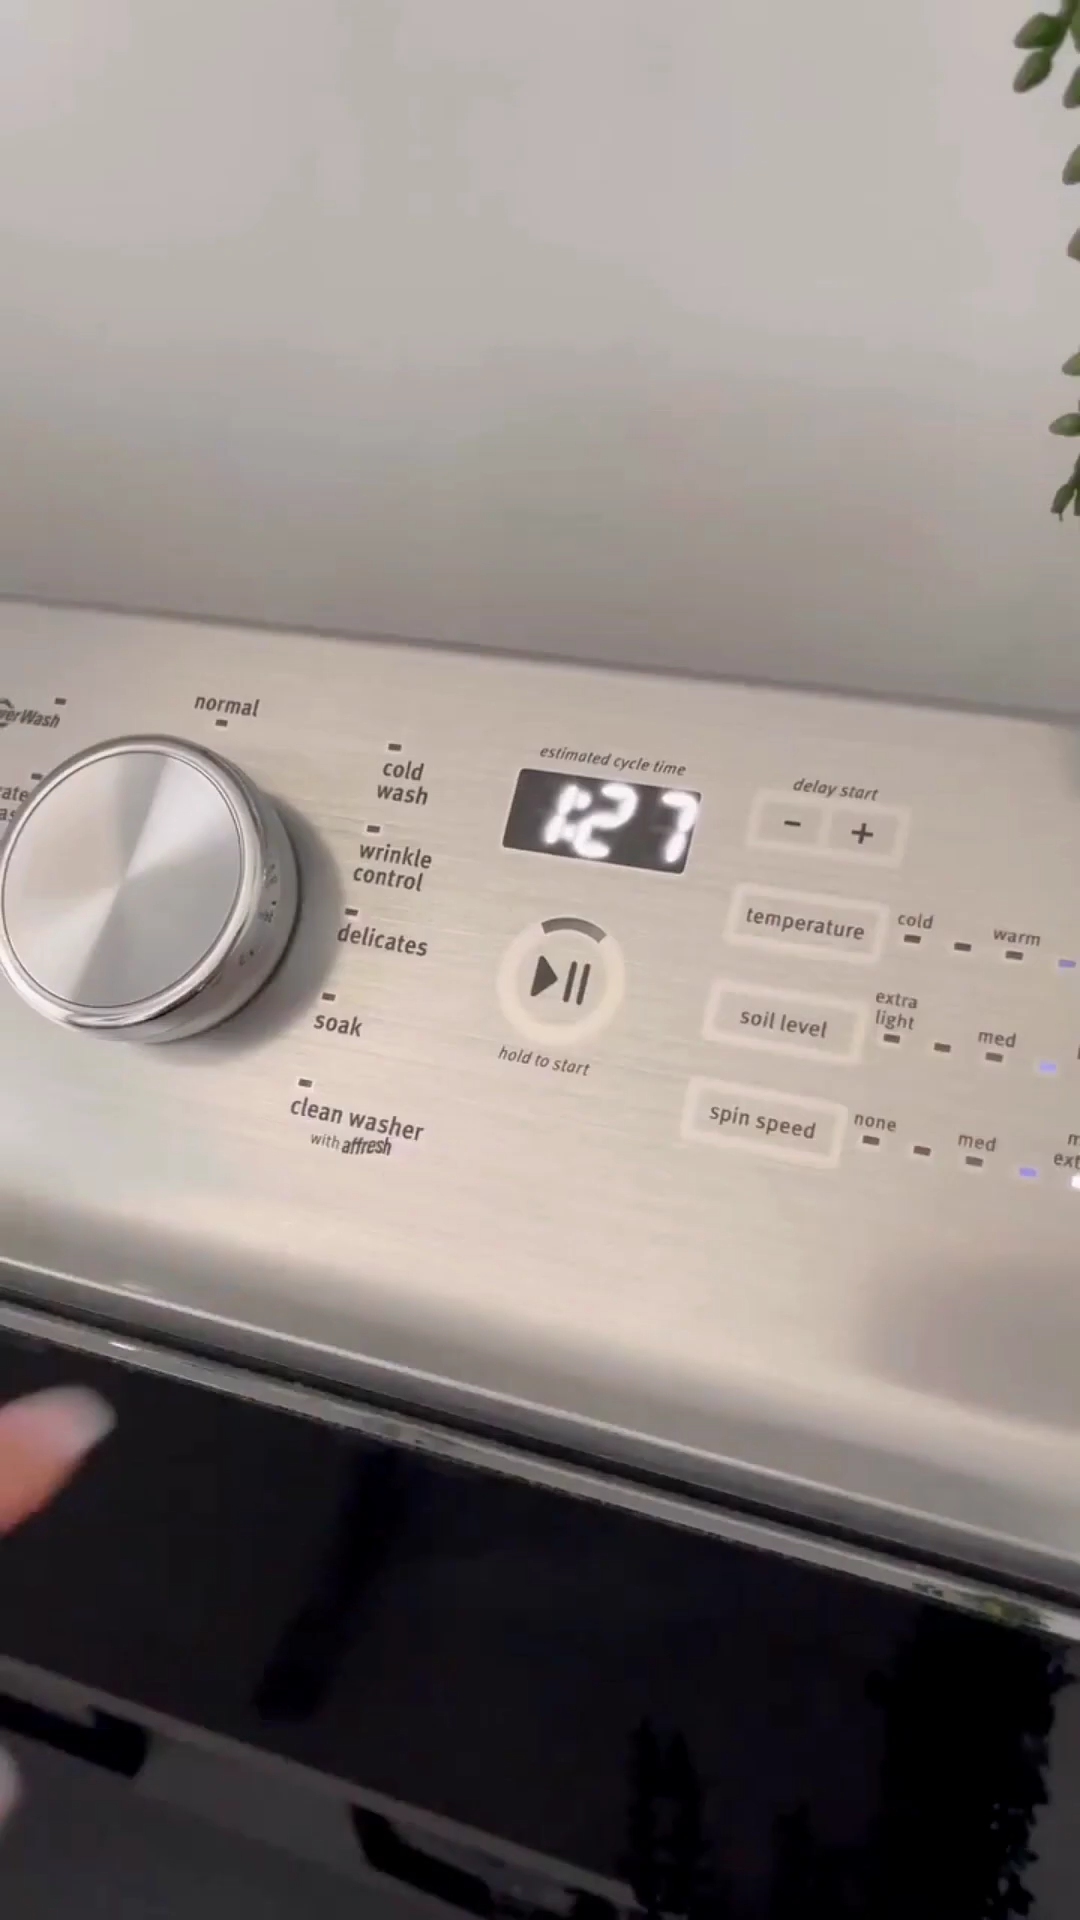 normal
cold
wash
wrinkle
control
delicates
soak
clean washer
with affresh
estimated cycle time
1:27
hold to start
delay start
- +
temperature
cold
warm
soil level
extra
light
med
spin speed
none
med